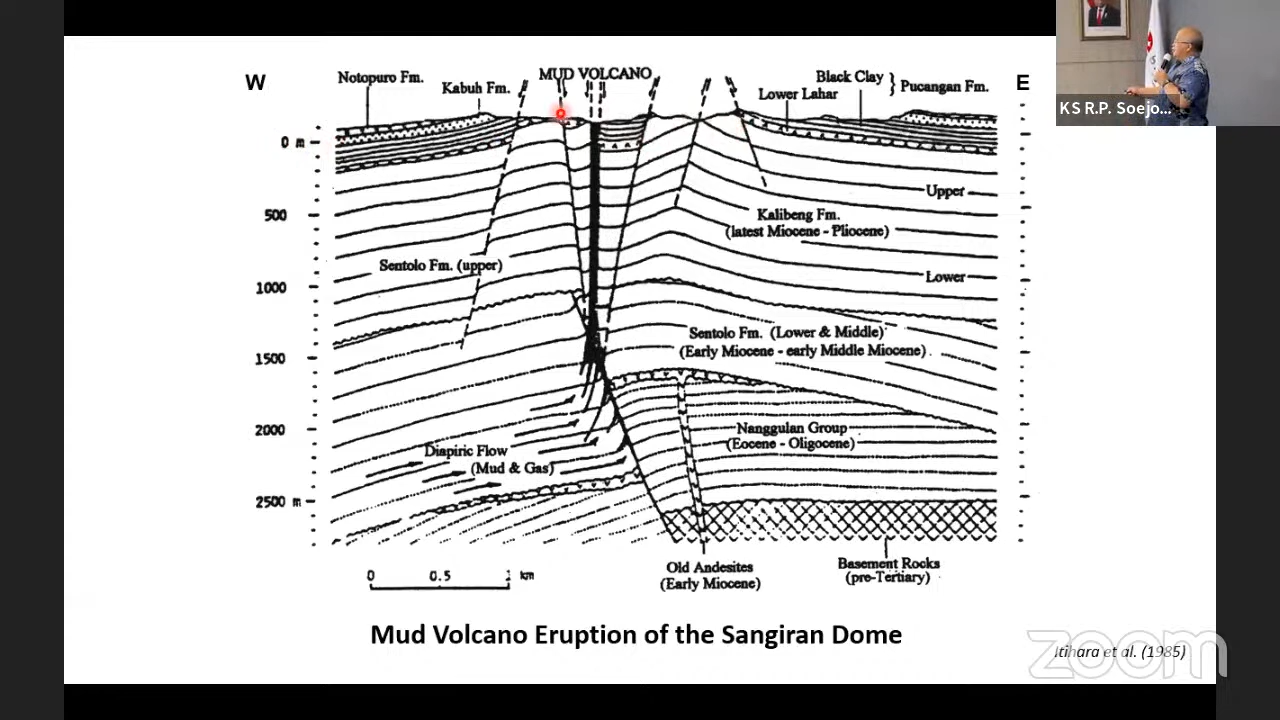 KS R.P. Soejo...
W
E
Notopuro Fm.
Kabuh Fm.
MUD VOLCANO
Lower Lahar
Black Clay
Pucangan Fm.
0 m
500
1000
1500
2000
2500 m
Upper
Kalibeng Fm.
(latest Miocene - Pliocene)
Lower
Sentolo Fm. (upper)
Sentolo Fm. (Lower & Middle)
(Early Miocene - early Middle Miocene)
Nanggulan Group
(Eocene - Oligocene)
Diapiric Flow
(Mud & Gas)
0 0.5 1 km
Old Andesites
(Early Miocene)
Basement Rocks
(pre-Tertiary)
Mud Volcano Eruption of the Sangiran Dome
Itihara et al. (1985)
zoom